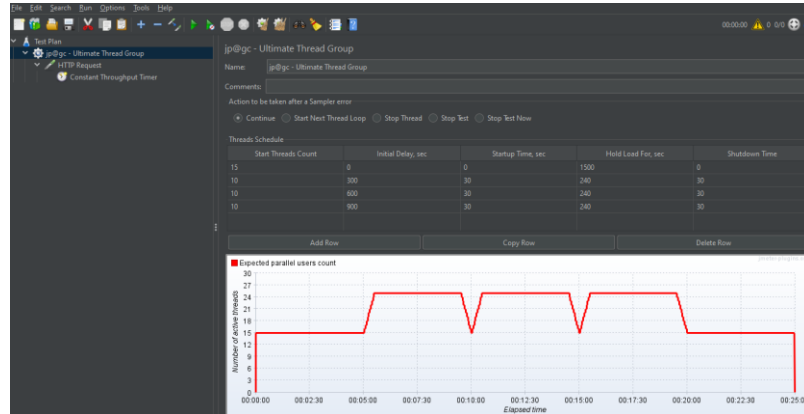 File Edit Search Run Options Tools Help
00:00:00 0 0/0
Test Plan
jp@gc - Ultimate Thread Group
HTTP Request
Constant Throughput Timer
jp@gc - Ultimate Thread Group
Name: jp@gc - Ultimate Thread Group
Comments:
Action to be taken after a Sampler error
Continue Start Next Thread Loop Stop Thread Stop Test Stop Test Now
Threads Schedule
Start Threads Count Initial Delay, sec Startup Time, sec Hold Load For, sec Shutdown Time
15 0 0 1500 0
10 300 30 240 30
10 600 30 240 30
10 900 30 240 30
Add Row Copy Row Delete Row
Expected parallel users count
30
27
24
21
18
15
12
9
6
3
0
Number of active threads
00:00:00 00:02:30 00:05:00 00:07:30 00:10:00 00:12:30 00:15:00 00:17:30 00:20:00 00:22:30 00:25:0
Elapsed time